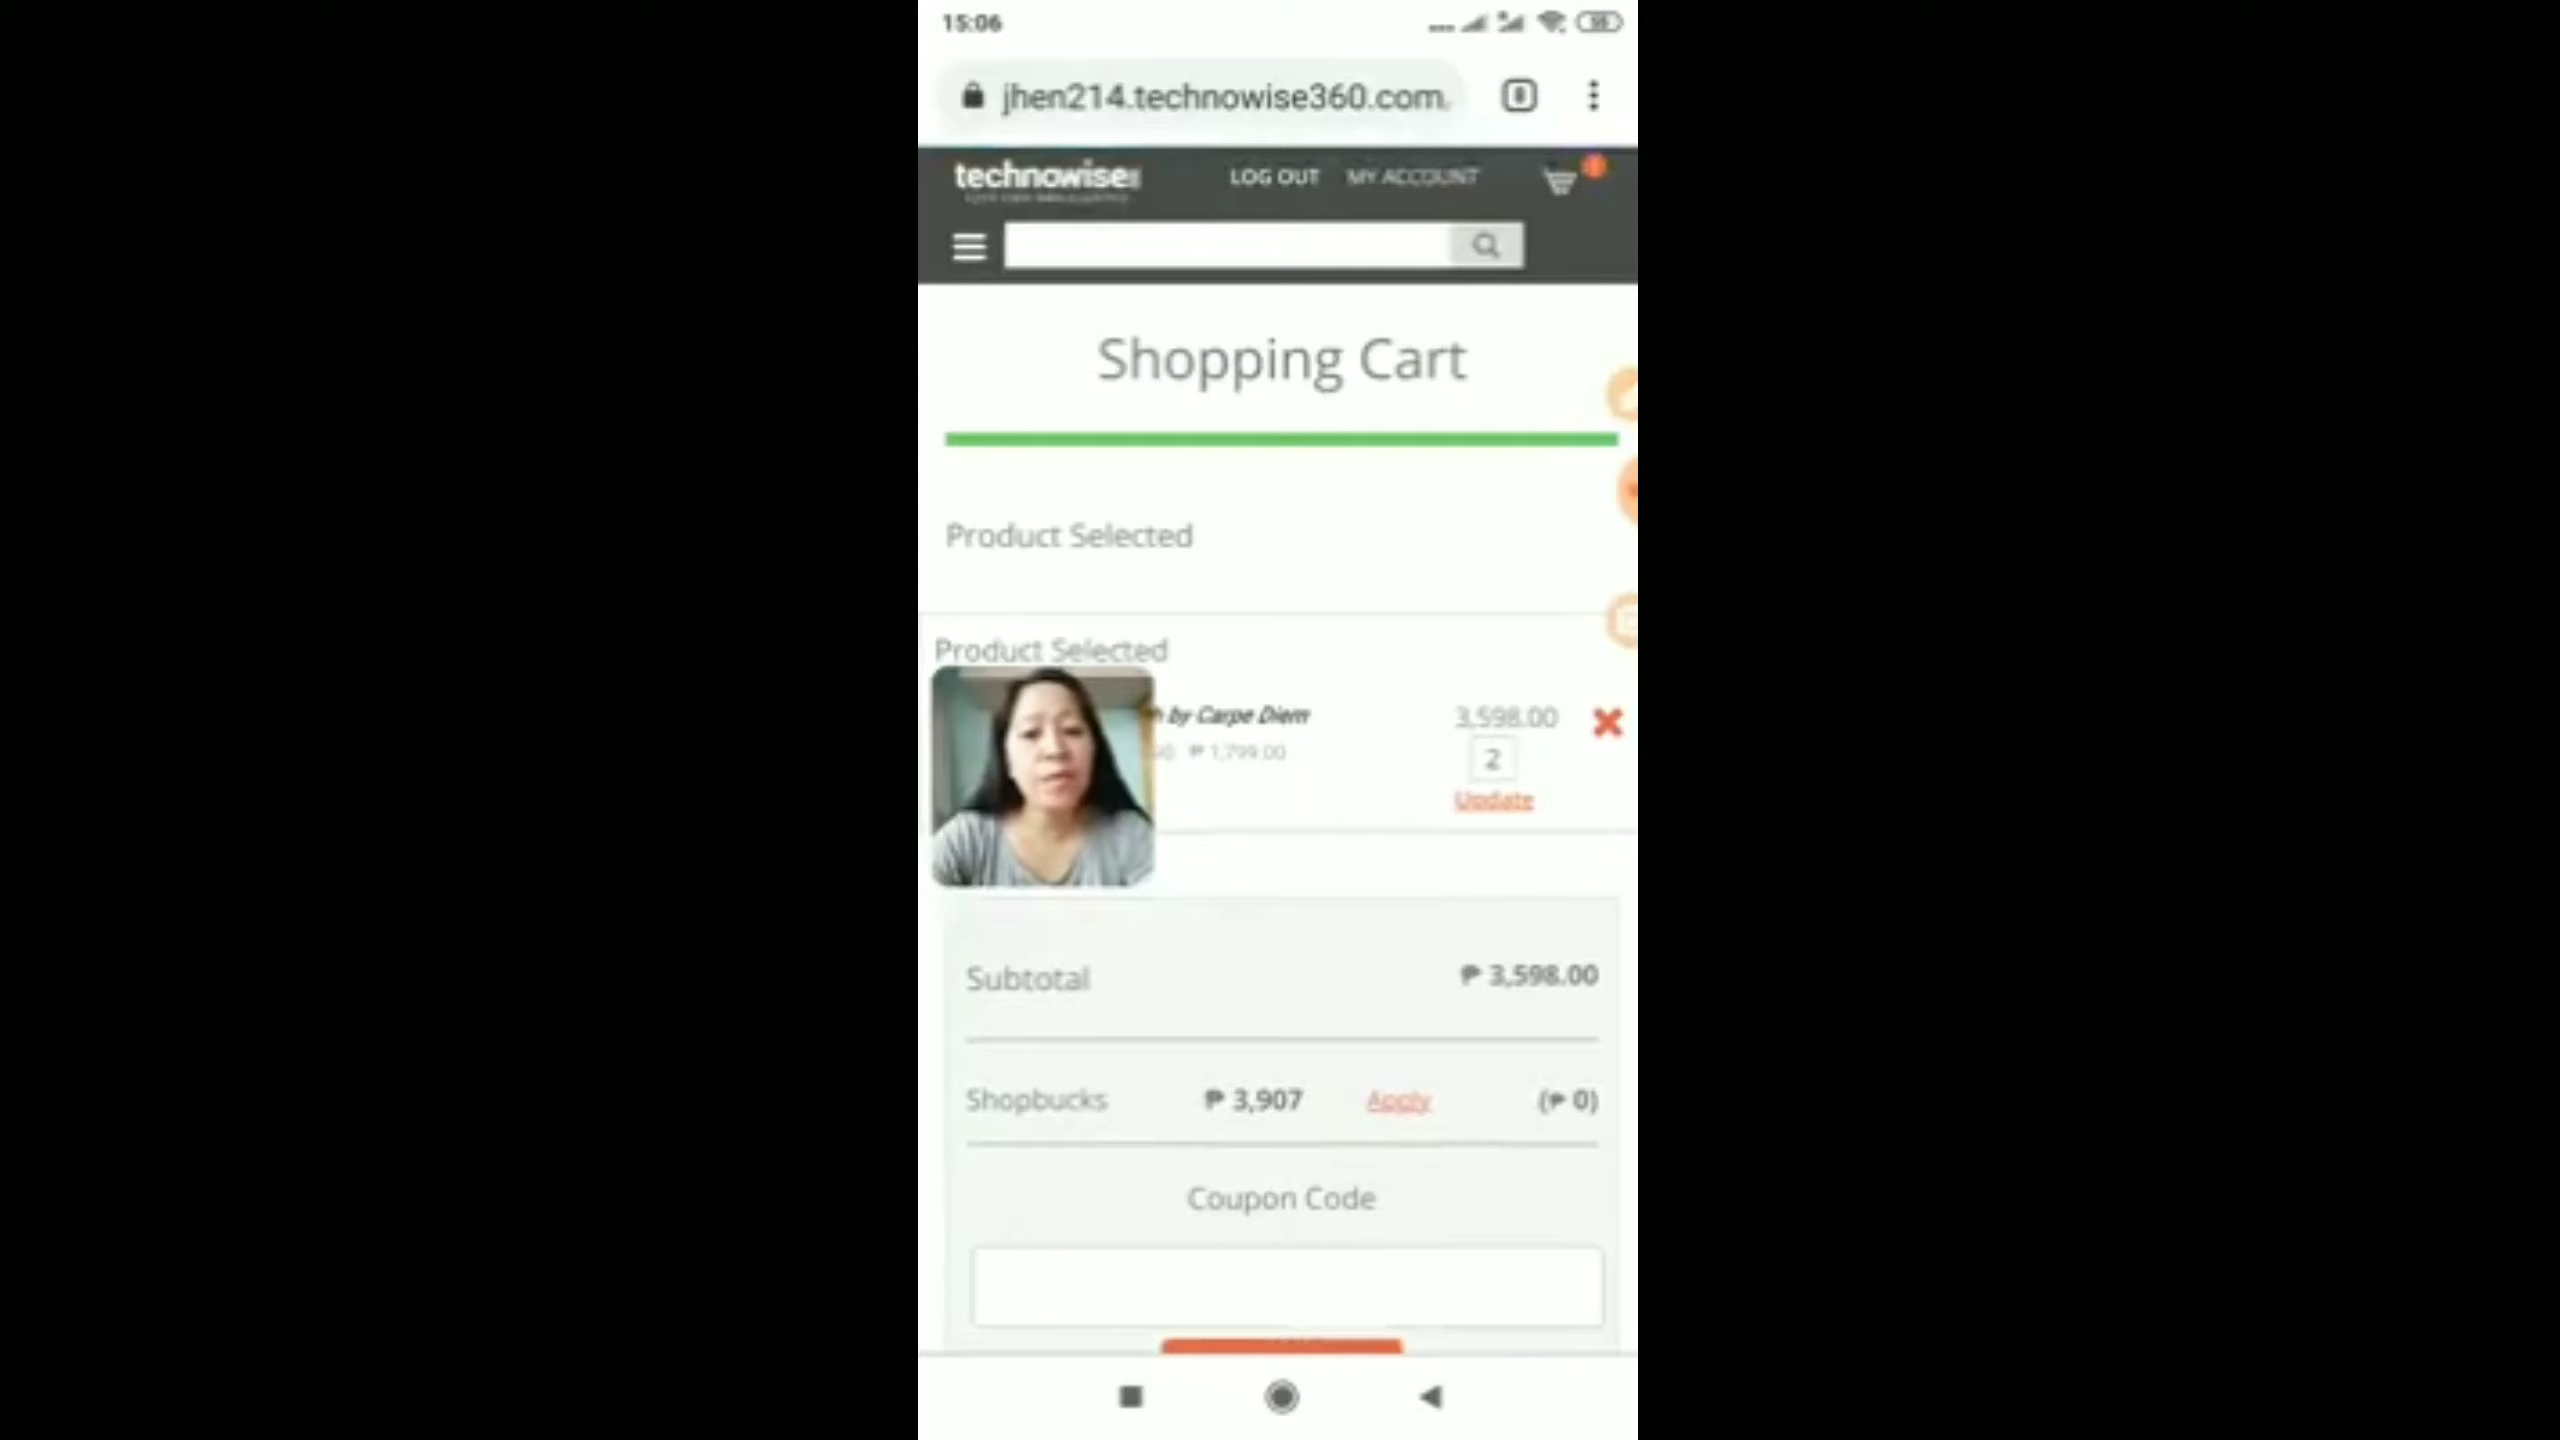 15:06
55
jhen214.technowise360.com
8
technowise
LOG OUT MY ACCOUNT
Shopping Cart
Product Selected
Product Selected
by Carpe Diem 3,598.00
₱ 1,799.00 2
Update
Subtotal ₱ 3,598.00
Shopbucks ₱ 3,907 Apply (₱ 0)
Coupon Code